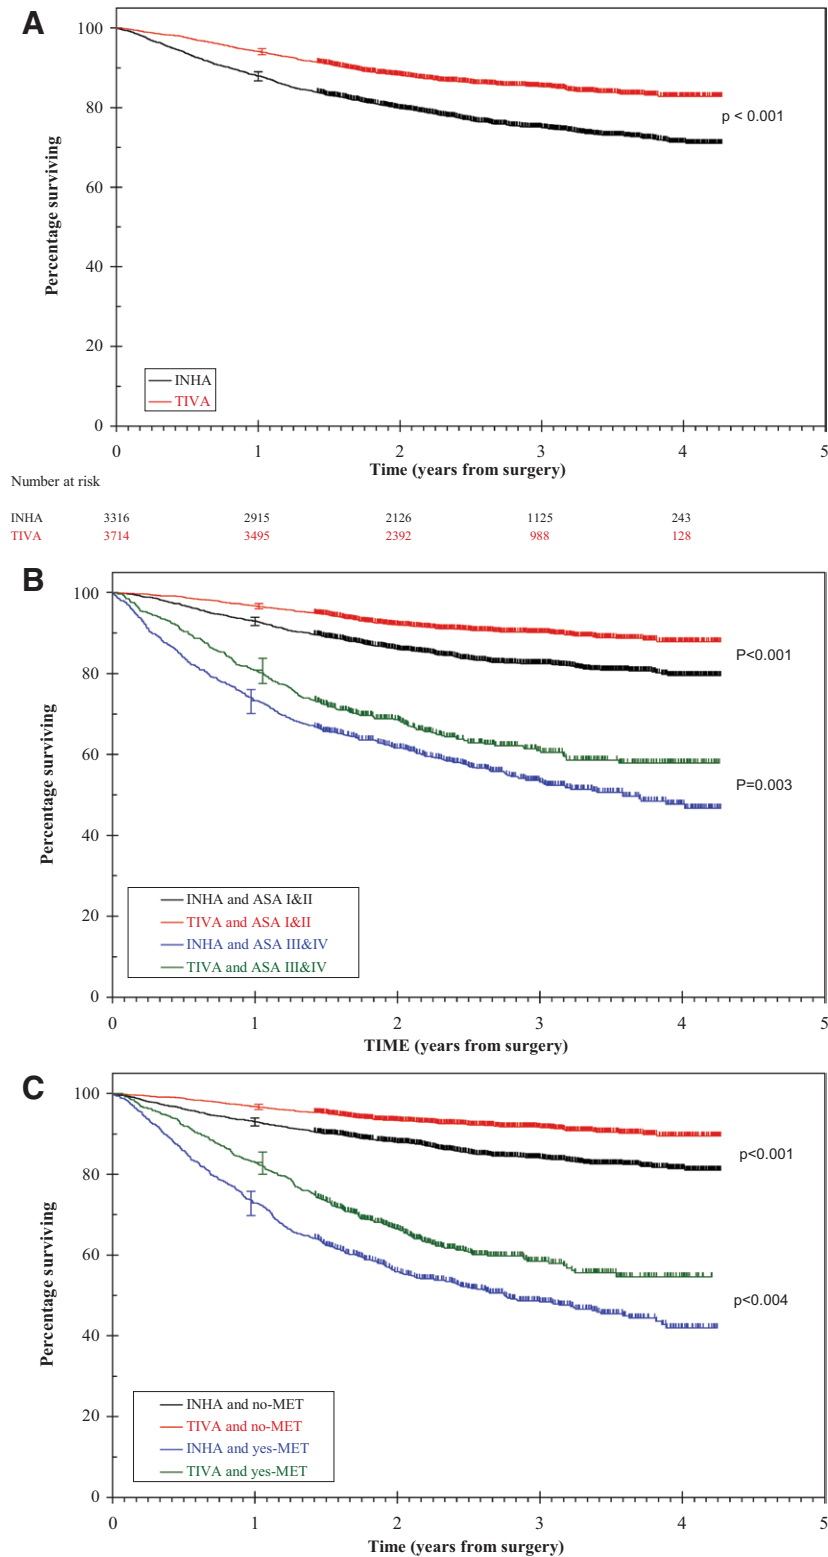 A
100
80
60
40
20
0
Percentage surviving
p < 0.001
INHA
TIVA
0 1 2 3 4 5
Time (years from surgery)
Number at risk
INHA 3316 2915 2126 1125 243
TIVA 3714 3495 2392 988 128
B
100
80
60
40
20
0
Percentage surviving
P<0.001
P=0.003
INHA and ASA I&II
TIVA and ASA I&II
INHA and ASA III&IV
TIVA and ASA III&IV
0 1 2 3 4 5
TIME (years from surgery)
C
100
80
60
40
20
0
Percentage surviving
p<0.001
p<0.004
INHA and no-MET
TIVA and no-MET
INHA and yes-MET
TIVA and yes-MET
0 1 2 3 4 5
Time (years from surgery)